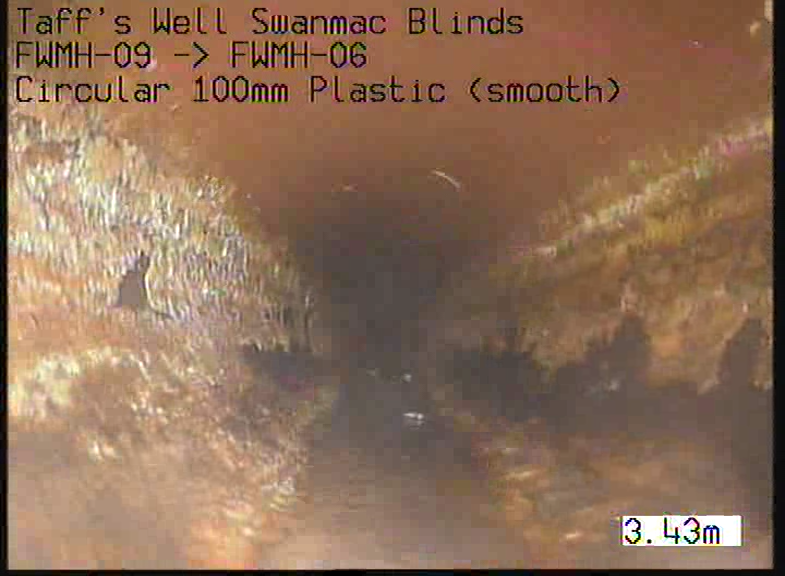 Taff's Well Swanmac Blinds
FWMH-09 -> FWMH-06
Circular 100mm Plastic (smooth)
3.43m